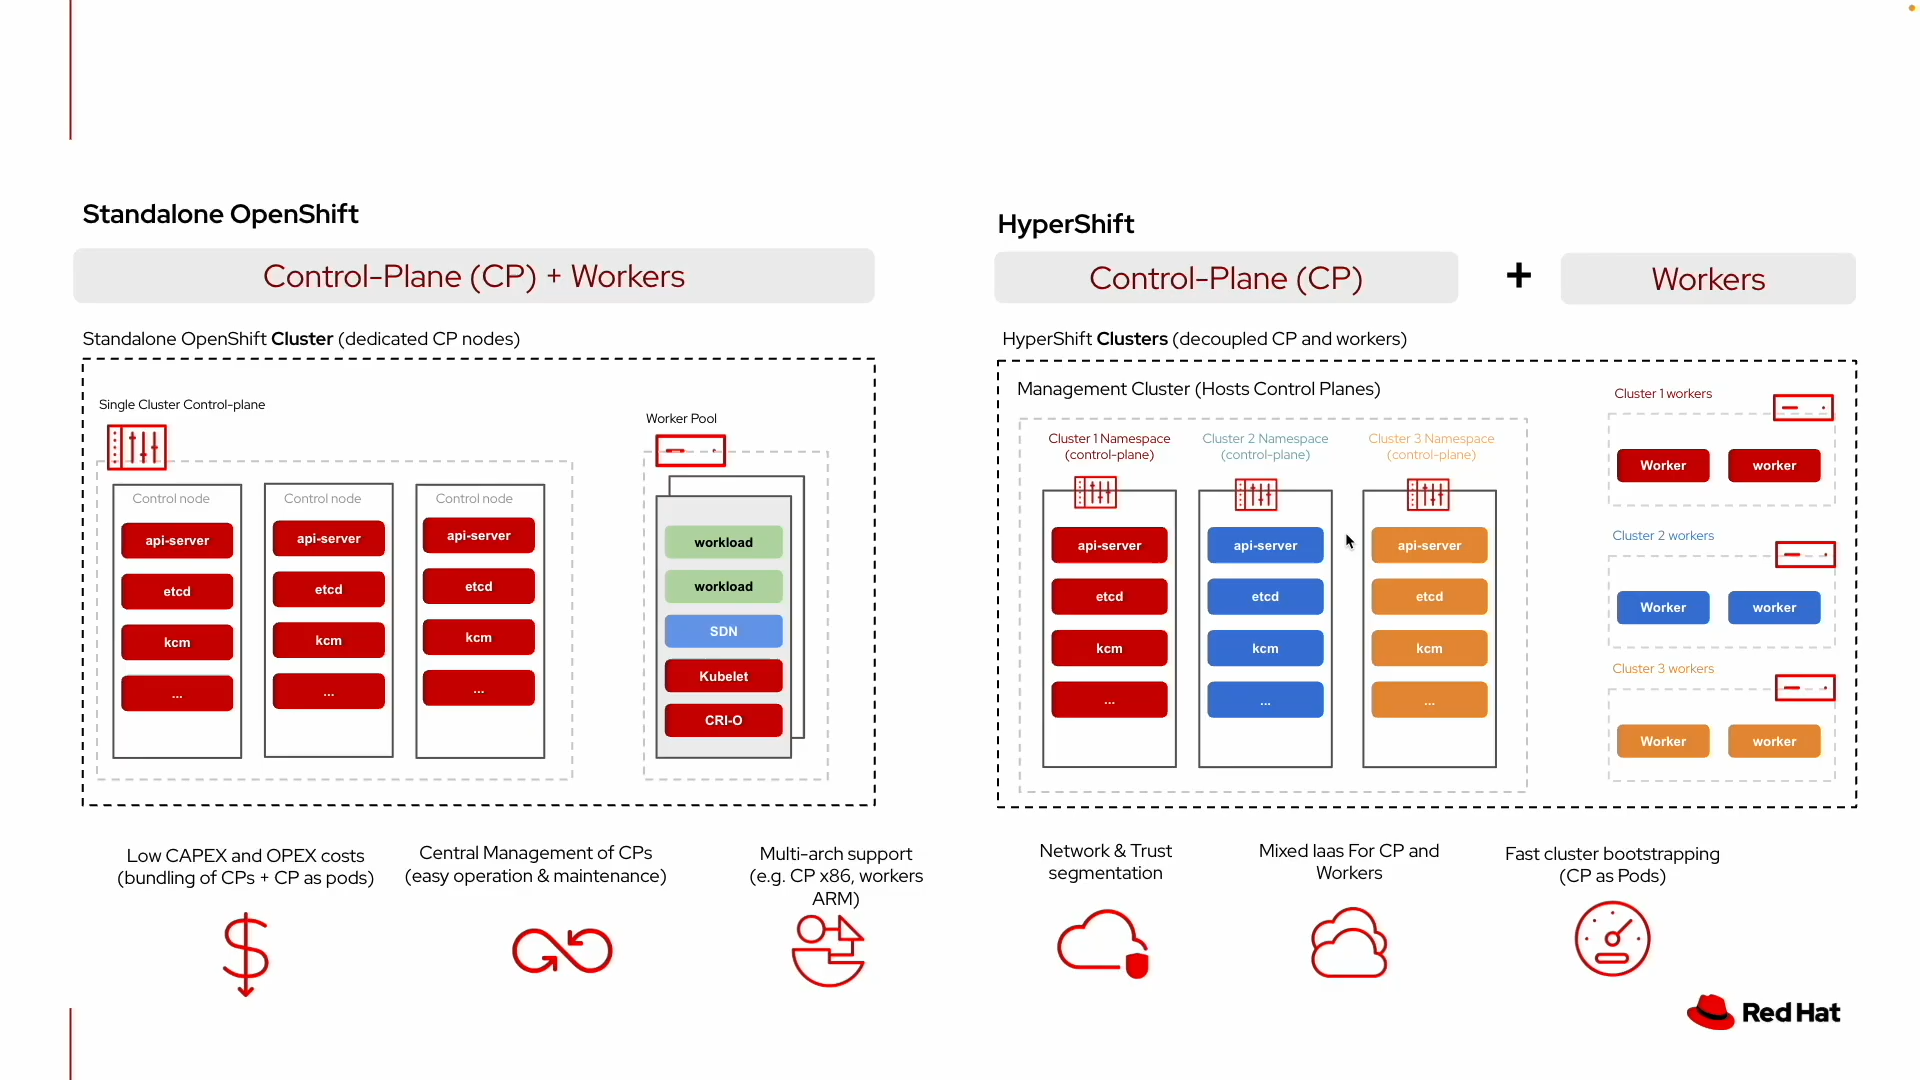 Standalone OpenShift
Control-Plane (CP) + Workers
Standalone OpenShift Cluster (dedicated CP nodes)
Single Cluster Control-plane
Control node
api-server
etcd
kcm
...
Control node
api-server
etcd
kcm
...
Control node
api-server
etcd
kcm
...
Worker Pool
workload
workload
SDN
Kubelet
CRI-O
HyperShift
Control-Plane (CP)
+
Workers
HyperShift Clusters (decoupled CP and workers)
Management Cluster (Hosts Control Planes)
Cluster 1 Namespace
(control-plane)
api-server
etcd
kcm
...
Cluster 2 Namespace
(control-plane)
api-server
etcd
kcm
...
Cluster 3 Namespace
(control-plane)
api-server
etcd
kcm
...
Cluster 1 workers
Worker worker
Cluster 2 workers
Worker worker
Cluster 3 workers
Worker worker
Low CAPEX and OPEX costs
(bundling of CPs + CP as pods)
Central Management of CPs
(easy operation & maintenance)
Multi-arch support
(e.g. CP x86, workers
ARM)
Network & Trust
segmentation
Mixed Iaas For CP and
Workers
Fast cluster bootstrapping
(CP as Pods)
Red Hat